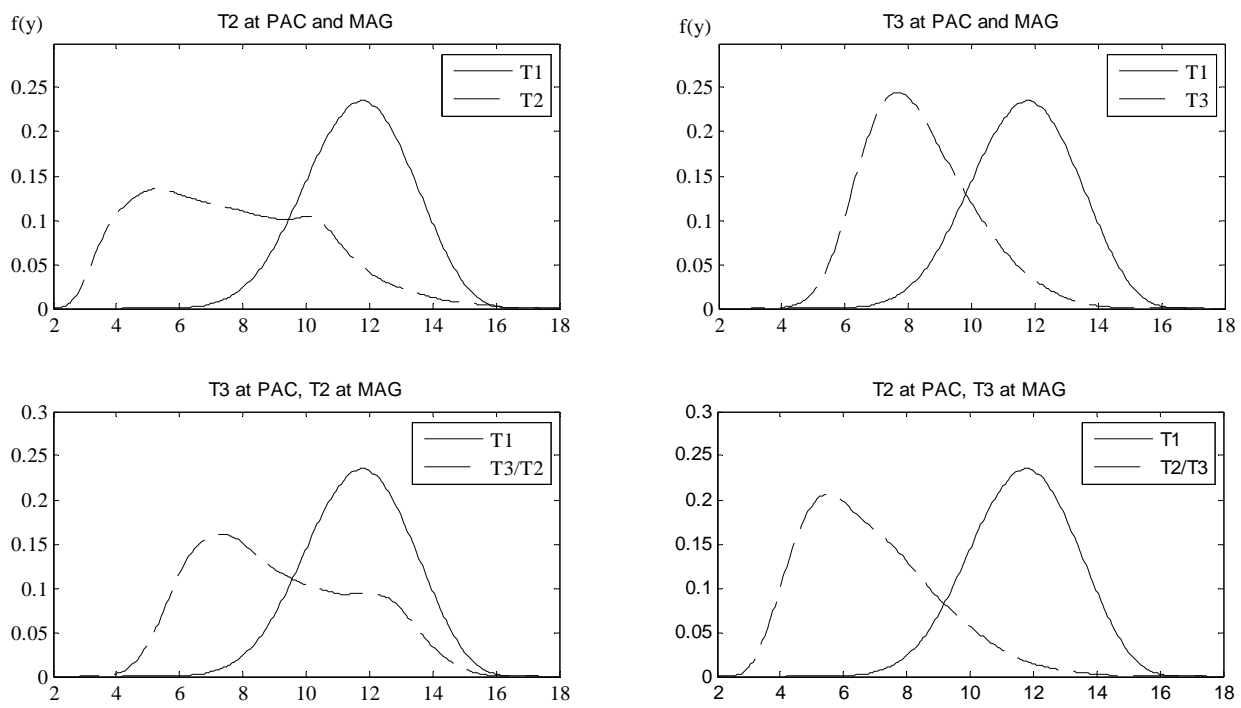 f(y)
T2 at PAC and MAG
0.25
0.2
0.15
0.1
0.05
0
2 4 6 8 10 12 14 16 18
T1
T2
f(y)
T3 at PAC and MAG
0.25
0.2
0.15
0.1
0.05
0
2 4 6 8 10 12 14 16 18
T1
T3
T3 at PAC, T2 at MAG
0.3
0.25
0.2
0.15
0.1
0.05
0
2 4 6 8 10 12 14 16 18
T1
T3/T2
T2 at PAC, T3 at MAG
0.3
0.25
0.2
0.15
0.1
0.05
0
2 4 6 8 10 12 14 16 18
T1
T2/T3